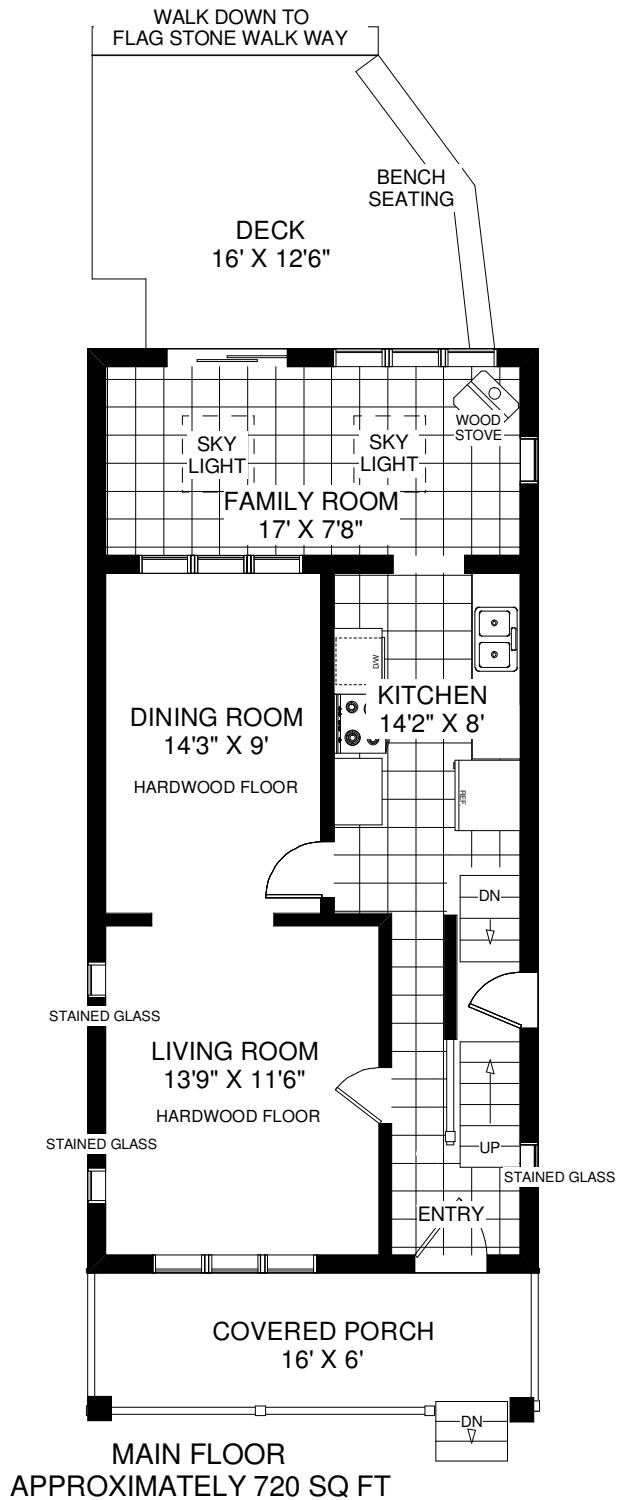 WALK DOWN TO
FLAG STONE WALK WAY
BENCH
SEATING
DECK
16' X 12'6"
WOOD
STOVE
SKY
LIGHT
SKY
LIGHT
FAMILY ROOM
17' X 7'8"
D/W
KITCHEN
14'2" X 8'
DINING ROOM
14'3" X 9'
HARDWOOD FLOOR
REF.
DN
STAINED GLASS
LIVING ROOM
13'9" X 11'6"
HARDWOOD FLOOR
STAINED GLASS
UP
STAINED GLASS
ENTRY
COVERED PORCH
16' X 6'
DN
MAIN FLOOR
APPROXIMATELY 720 SQ FT